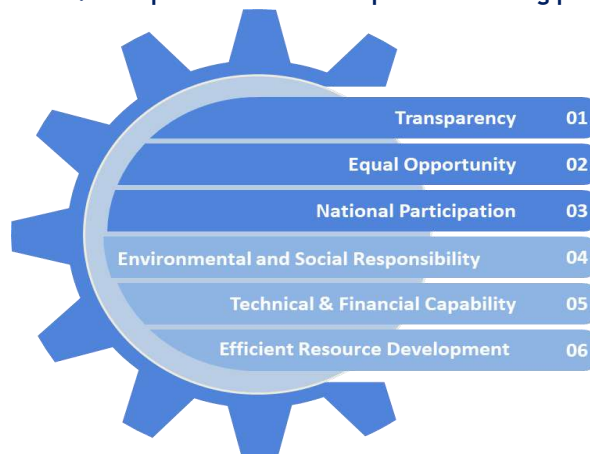 Transparency 01
Equal Opportunity 02
National Participation 03
Environmental and Social Responsibility 04
Technical & Financial Capability 05
Efficient Resource Development 06